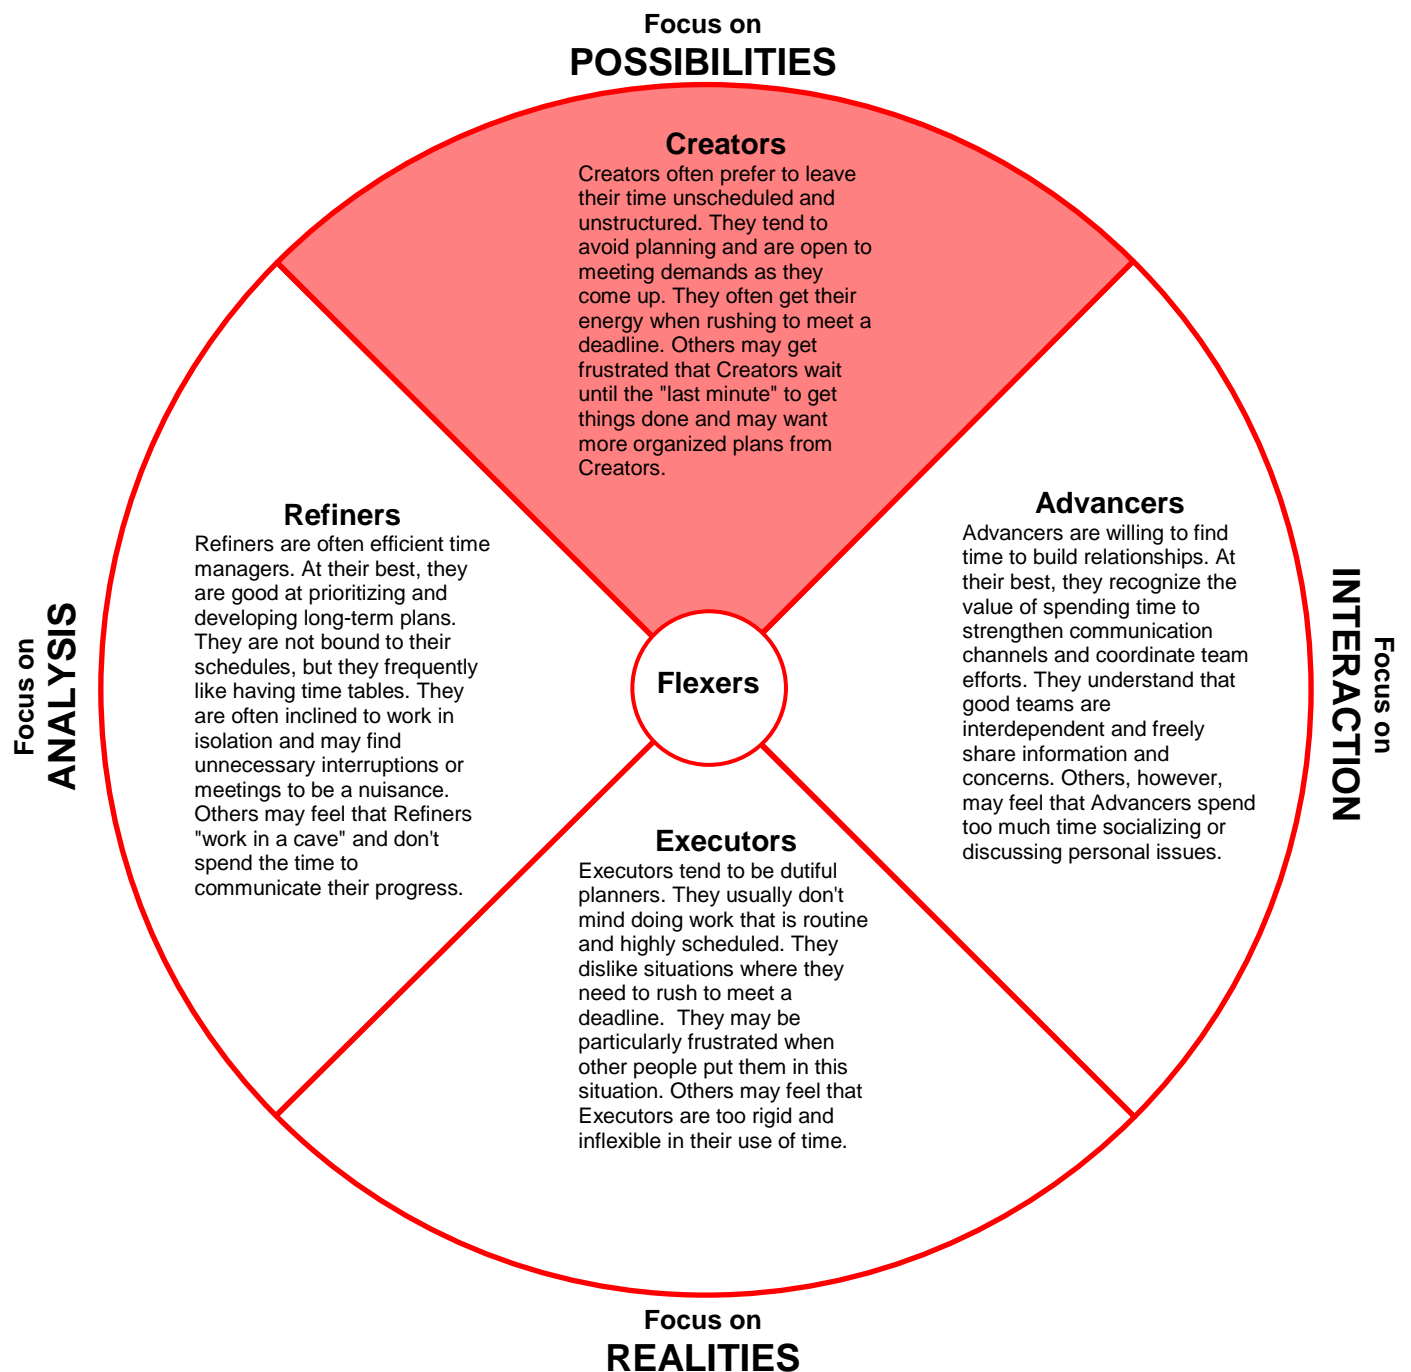 Focus on
POSSIBILITIES
Creators
Creators often prefer to leave
their time unscheduled and
unstructured. They tend to
avoid planning and are open to
meeting demands as they
come up. They often get their
energy when rushing to meet a
deadline. Others may get
frustrated that Creators wait
until the "last minute" to get
things done and may want
more organized plans from
Creators.
Focus on
ANALYSIS
Refiners
Refiners are often efficient time
managers. At their best, they
are good at prioritizing and
developing long-term plans.
They are not bound to their
schedules, but they frequently
like having time tables. They
are often inclined to work in
isolation and may find
unnecessary interruptions or
meetings to be a nuisance.
Others may feel that Refiners
"work in a cave" and don't
spend the time to
communicate their progress.
Flexers
Advancers
Advancers are willing to find
time to build relationships. At
their best, they recognize the
value of spending time to
strengthen communication
channels and coordinate team
efforts. They understand that
good teams are
interdependent and freely
share information and
concerns. Others, however,
may feel that Advancers spend
too much time socializing or
discussing personal issues.
Focus on
INTERACTION
Executors
Executors tend to be dutiful
planners. They usually don't
mind doing work that is routine
and highly scheduled. They
dislike situations where they
need to rush to meet a
deadline.  They may be
particularly frustrated when
other people put them in this
situation. Others may feel that
Executors are too rigid and
inflexible in their use of time.
Focus on
REALITIES